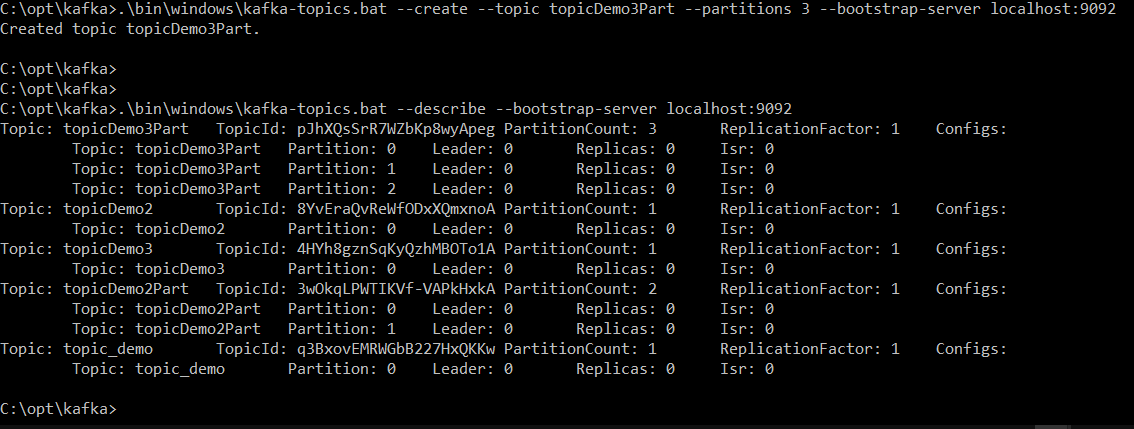 C:\opt\kafka>.\bin\windows\kafka-topics.bat --create --topic topicDemo3Part --partitions 3 --bootstrap-server localhost:9092
Created topic topicDemo3Part.
C:\opt\kafka>
C:\opt\kafka>
C:\opt\kafka>.\bin\windows\kafka-topics.bat --describe --bootstrap-server localhost:9092
Topic: topicDemo3Part TopicId: pJhXQsSrR7WZbKp8wyApeg PartitionCount: 3 ReplicationFactor: 1 Configs:
Topic: topicDemo3Part Partition: 0 Leader: 0 Replicas: 0 Isr: 0
Topic: topicDemo3Part Partition: 1 Leader: 0 Replicas: 0 Isr: 0
Topic: topicDemo3Part Partition: 2 Leader: 0 Replicas: 0 Isr: 0
Topic: topicDemo2 TopicId: 8YvEraQvReWfODxXQmxnoA PartitionCount: 1 ReplicationFactor: 1 Configs:
Topic: topicDemo2 Partition: 0 Leader: 0 Replicas: 0 Isr: 0
Topic: topicDemo3 TopicId: 4HYh8gznSqKyQzhMBOTo1A PartitionCount: 1 ReplicationFactor: 1 Configs:
Topic: topicDemo3 Partition: 0 Leader: 0 Replicas: 0 Isr: 0
Topic: topicDemo2Part TopicId: 3wOkqLPWTIKVf-VAPkHxkA PartitionCount: 2 ReplicationFactor: 1 Configs:
Topic: topicDemo2Part Partition: 0 Leader: 0 Replicas: 0 Isr: 0
Topic: topicDemo2Part Partition: 1 Leader: 0 Replicas: 0 Isr: 0
Topic: topic_demo TopicId: q3BxovEMRWGbB227HxQKKw PartitionCount: 1 ReplicationFactor: 1 Configs:
Topic: topic_demo Partition: 0 Leader: 0 Replicas: 0 Isr: 0
C:\opt\kafka>